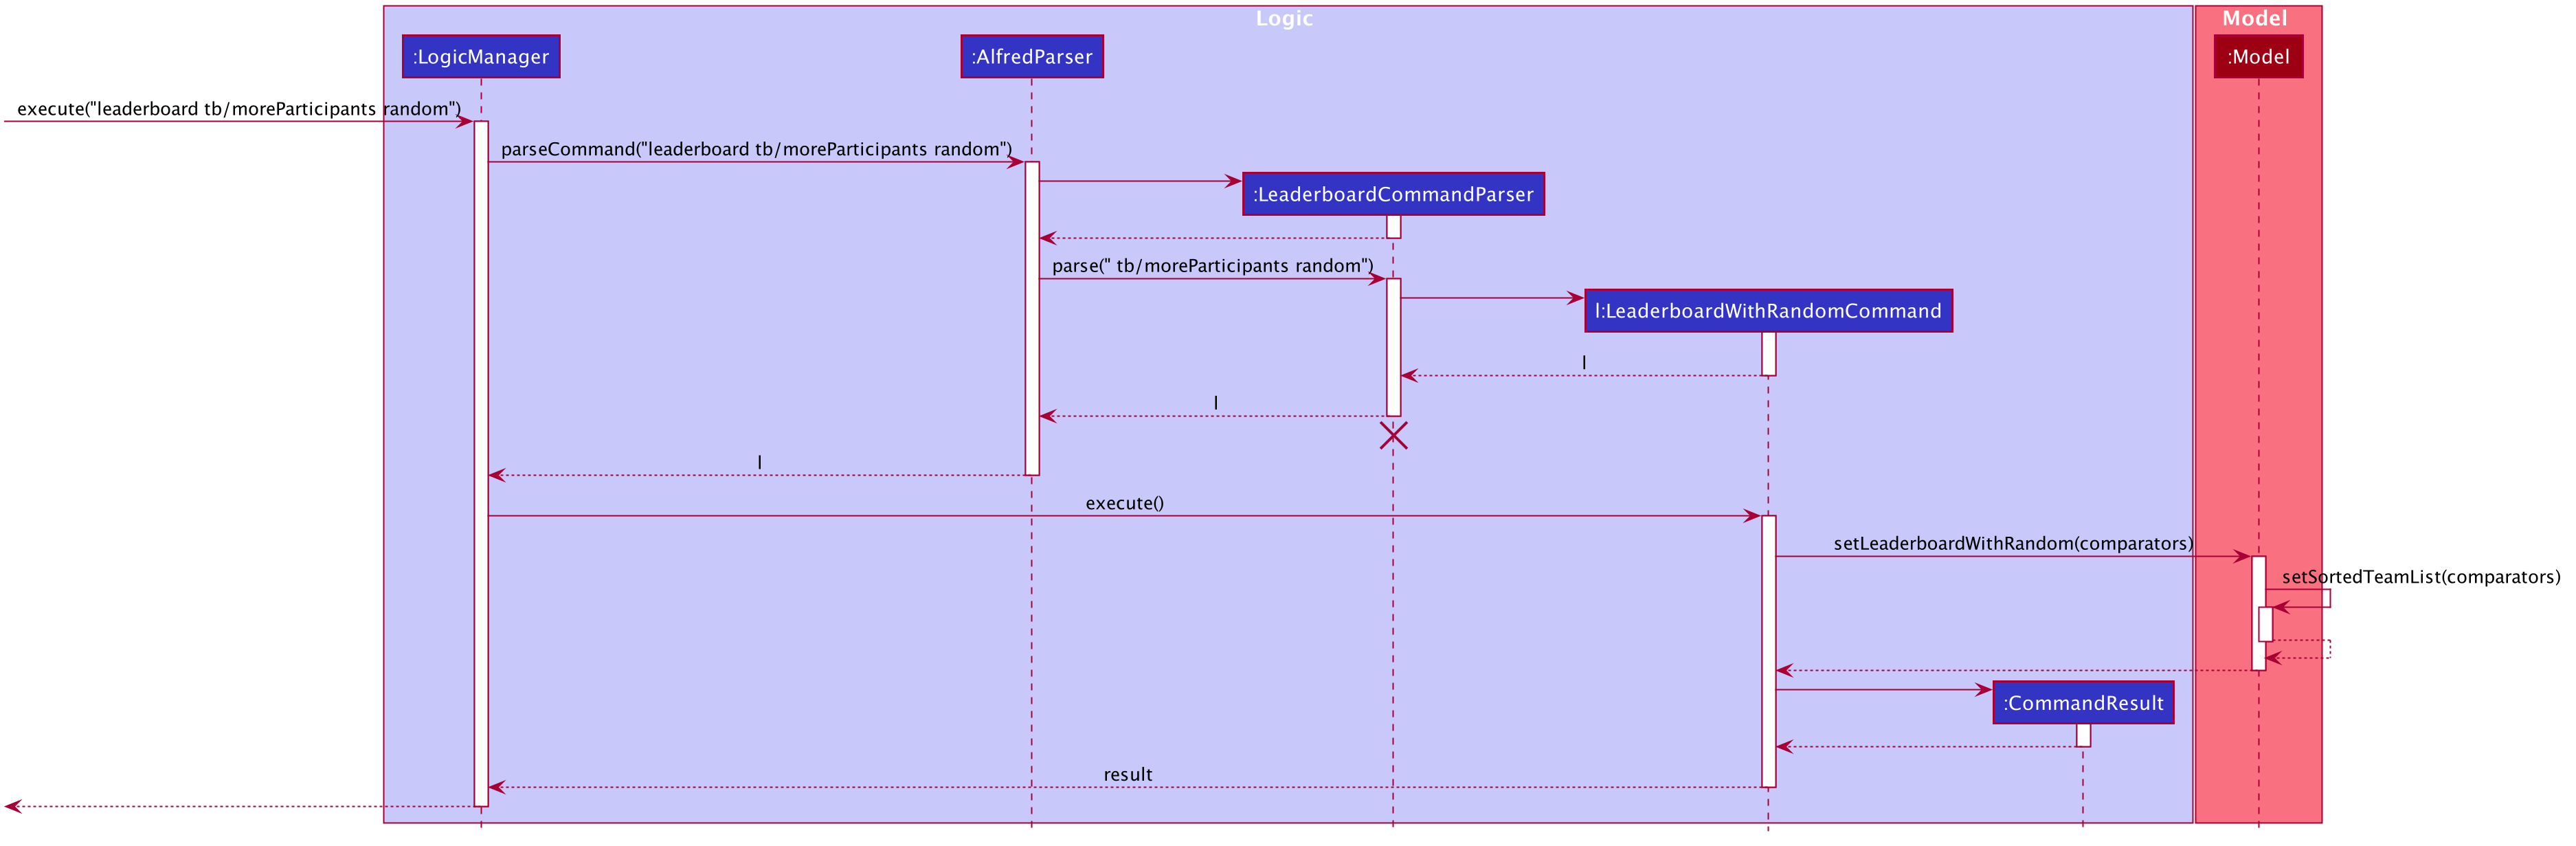 Logic
Model
:LogicManager
:AlfredParser
:Model
execute("leaderboard tb/moreParticipants random")
parseCommand("leaderboard tb/moreParticipants random")
:LeaderboardCommandParser
parse(" tb/moreParticipants random")
l:LeaderboardWithRandomCommand
l
l
l
execute()
setLeaderboardWithRandom(comparators)
setSortedTeamList(comparators)
:CommandResult
result